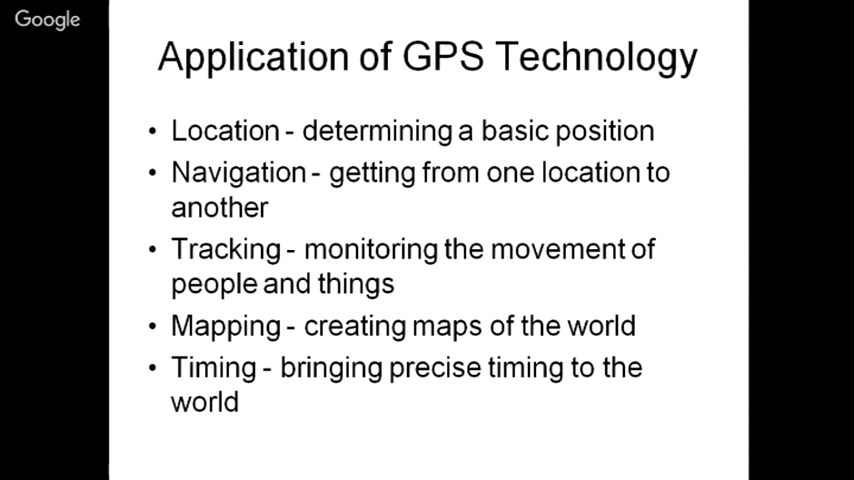 Google
Application of GPS Technology
• Location - determining a basic position
• Navigation - getting from one location to
another
• Tracking - monitoring the movement of
people and things
• Mapping - creating maps of the world
• Timing - bringing precise timing to the
world